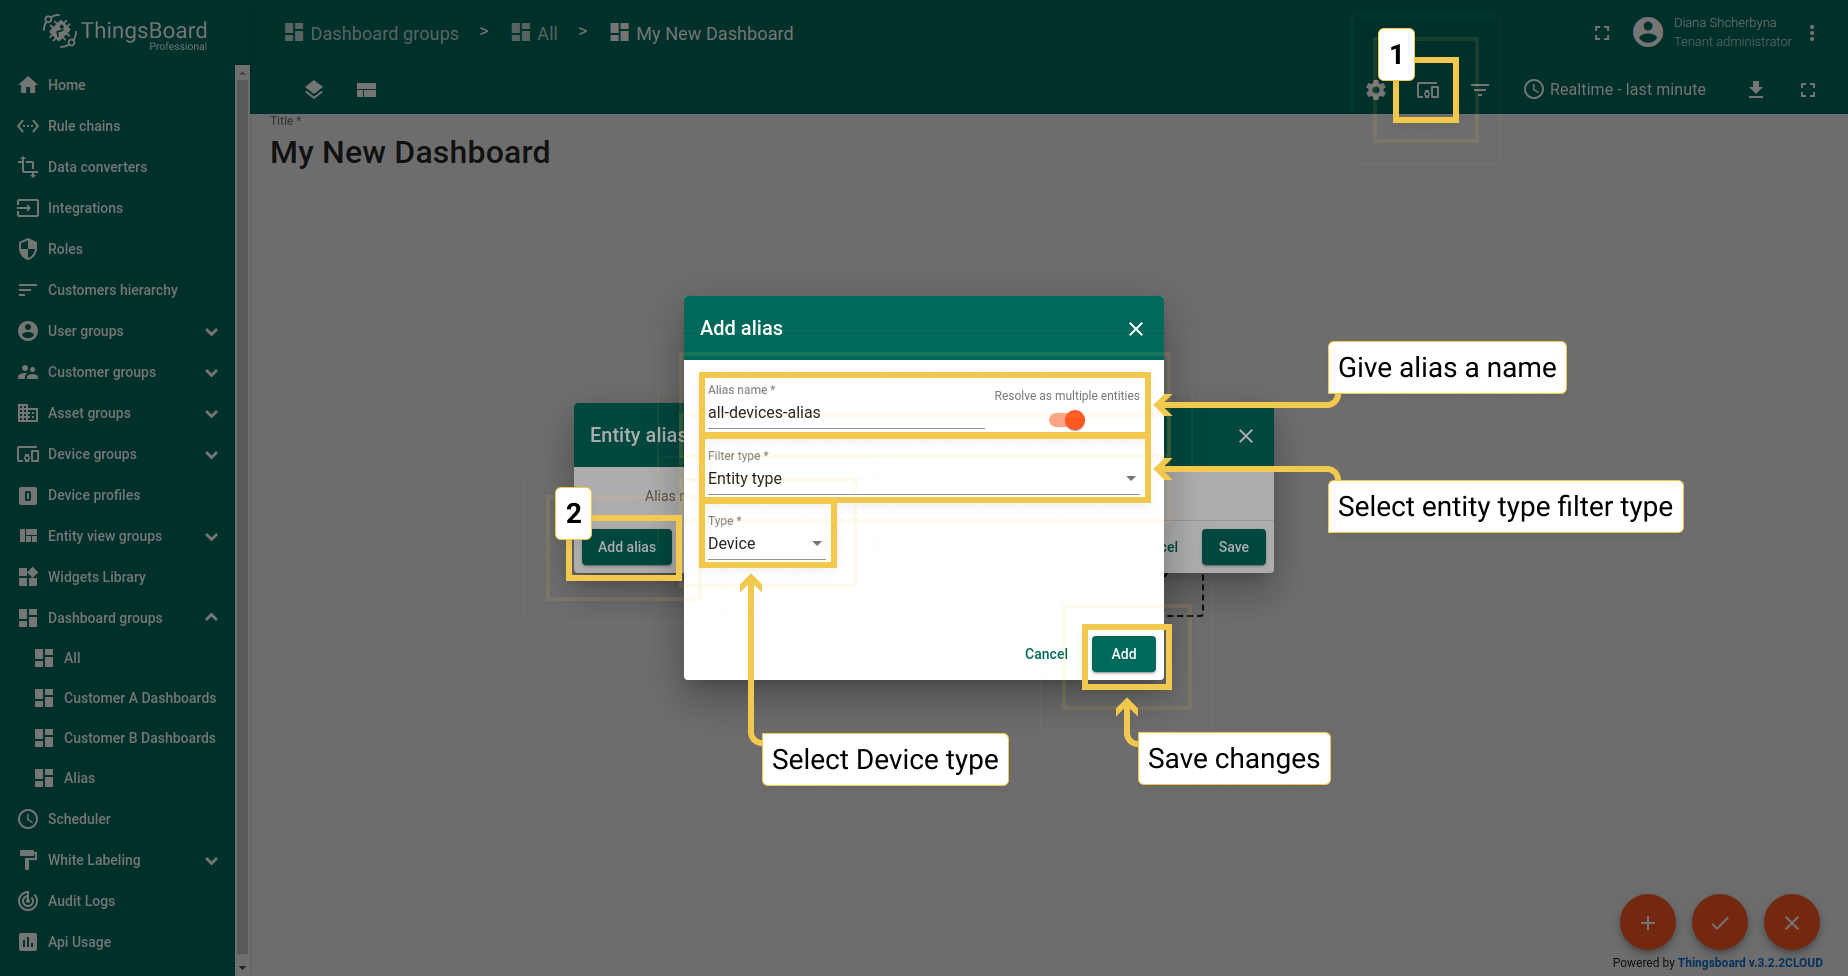 ThingsBoard
Professional
Dashboard groups > All > My New Dashboard
Diana Shcherbyna
Tenant administrator
1
Realtime - last minute
Home
Rule chains
Data converters
Integrations
Roles
Customers hierarchy
User groups
Customer groups
Asset groups
Device groups
Device profiles
Entity view groups
Widgets Library
Dashboard groups
All
Customer A Dashboards
Customer B Dashboards
Alias
Scheduler
White Labeling
Audit Logs
Api Usage
Title *
My New Dashboard
Add alias
Alias name *
all-devices-alias
Resolve as multiple entities
Filter type *
Entity type
Type *
Device
Cancel
Add
Entity alias
Alias n
2
Add alias
cel
Save
Give alias a name
Select entity type filter type
Select Device type
Save changes
Powered by Thingsboard v.3.2.2CLOUD